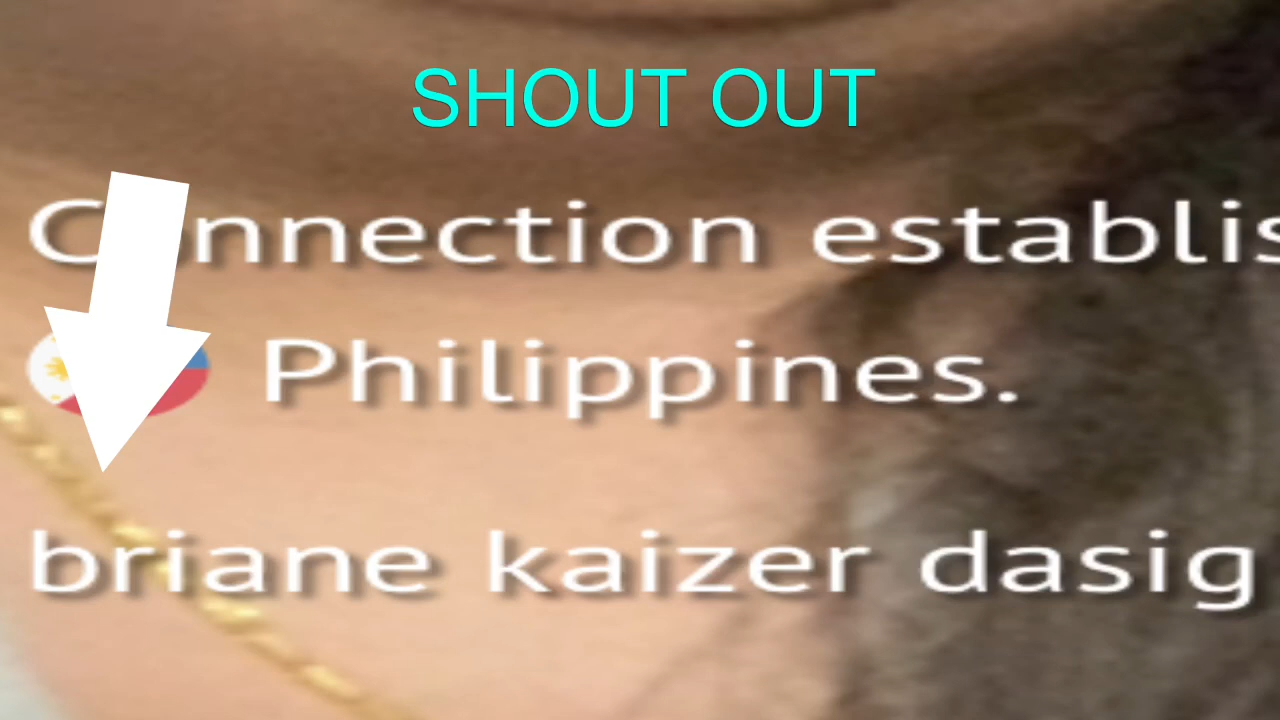 SHOUT OUT
Connection establis
Philippines.
briane kaizer dasig